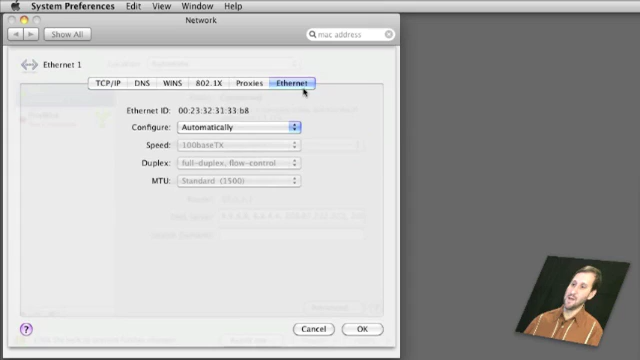 System Preferences Edit View Window Help
Network
Show All
mac address
Ethernet 1
TCP/IP DNS WINS 802.1X Proxies Ethernet
Ethernet ID: 00:23:32:31:33:b8
Configure: Automatically
Speed: 100baseTX
Duplex: full-duplex, flow-control
MTU: Standard (1500)
? Cancel OK